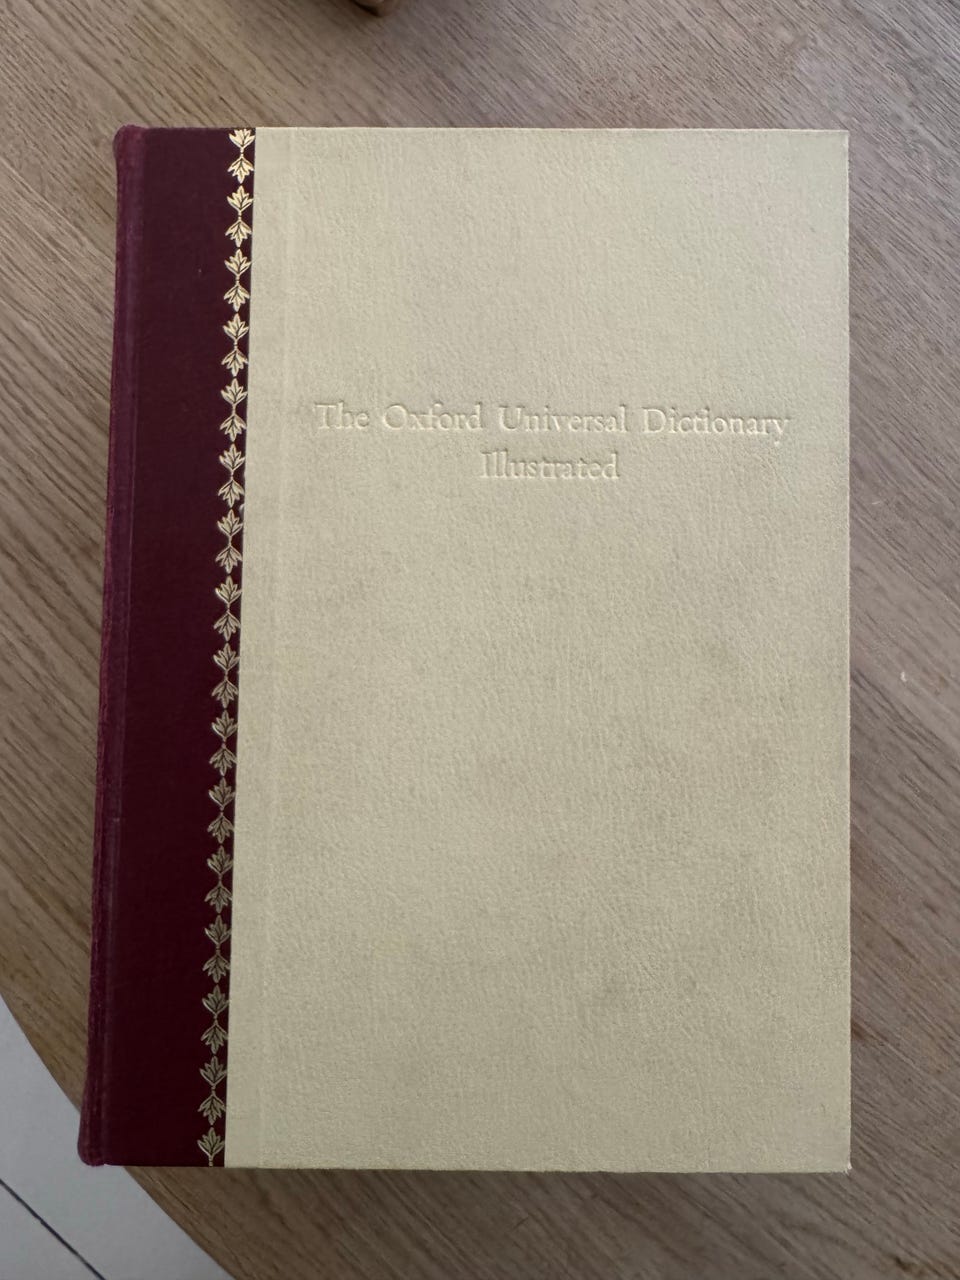 The Oxford Universal Dictionary
Illustrated